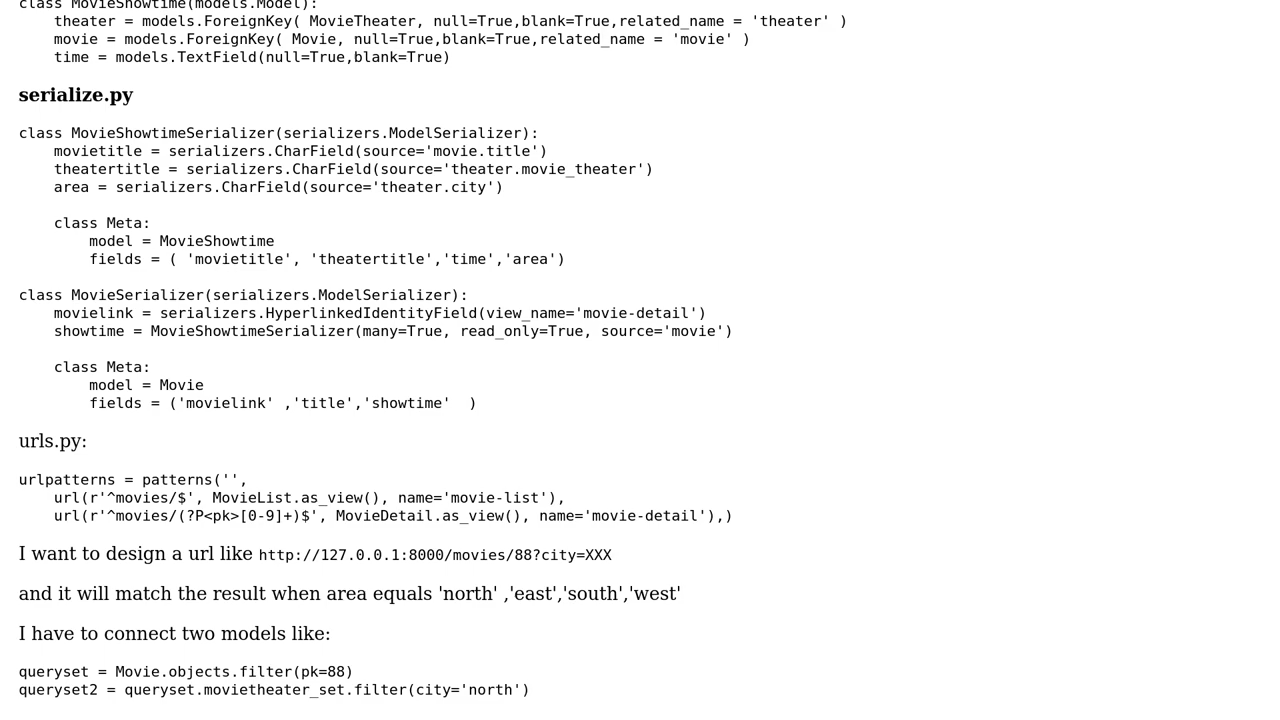 class MovieShowtime(models.Model):
    theater = models.ForeignKey( MovieTheater, null=True,blank=True,related_name = 'theater' )
    movie = models.ForeignKey( Movie, null=True,blank=True,related_name = 'movie' )
    time = models.TextField(null=True,blank=True)
serialize.py
class MovieShowtimeSerializer(serializers.ModelSerializer):
    movietitle = serializers.CharField(source='movie.title')
    theatertitle = serializers.CharField(source='theater.movie_theater')
    area = serializers.CharField(source='theater.city')
    class Meta:
        model = MovieShowtime
        fields = ( 'movietitle', 'theatertitle','time','area')
class MovieSerializer(serializers.ModelSerializer):
    movielink = serializers.HyperlinkedIdentityField(view_name='movie-detail')
    showtime = MovieShowtimeSerializer(many=True, read_only=True, source='movie')
    class Meta:
        model = Movie
        fields = ('movielink' ,'title','showtime'  )
urls.py:
urlpatterns = patterns('',
    url(r'^movies/$', MovieList.as_view(), name='movie-list'),
    url(r'^movies/(?P<pk>[0-9]+)$', MovieDetail.as_view(), name='movie-detail'),)
I want to design a url like http://127.0.0.1:8000/movies/88?city=XXX
and it will match the result when area equals 'north' ,'east','south','west'
I have to connect two models like:
queryset = Movie.objects.filter(pk=88)
queryset2 = queryset.movietheater_set.filter(city='north')